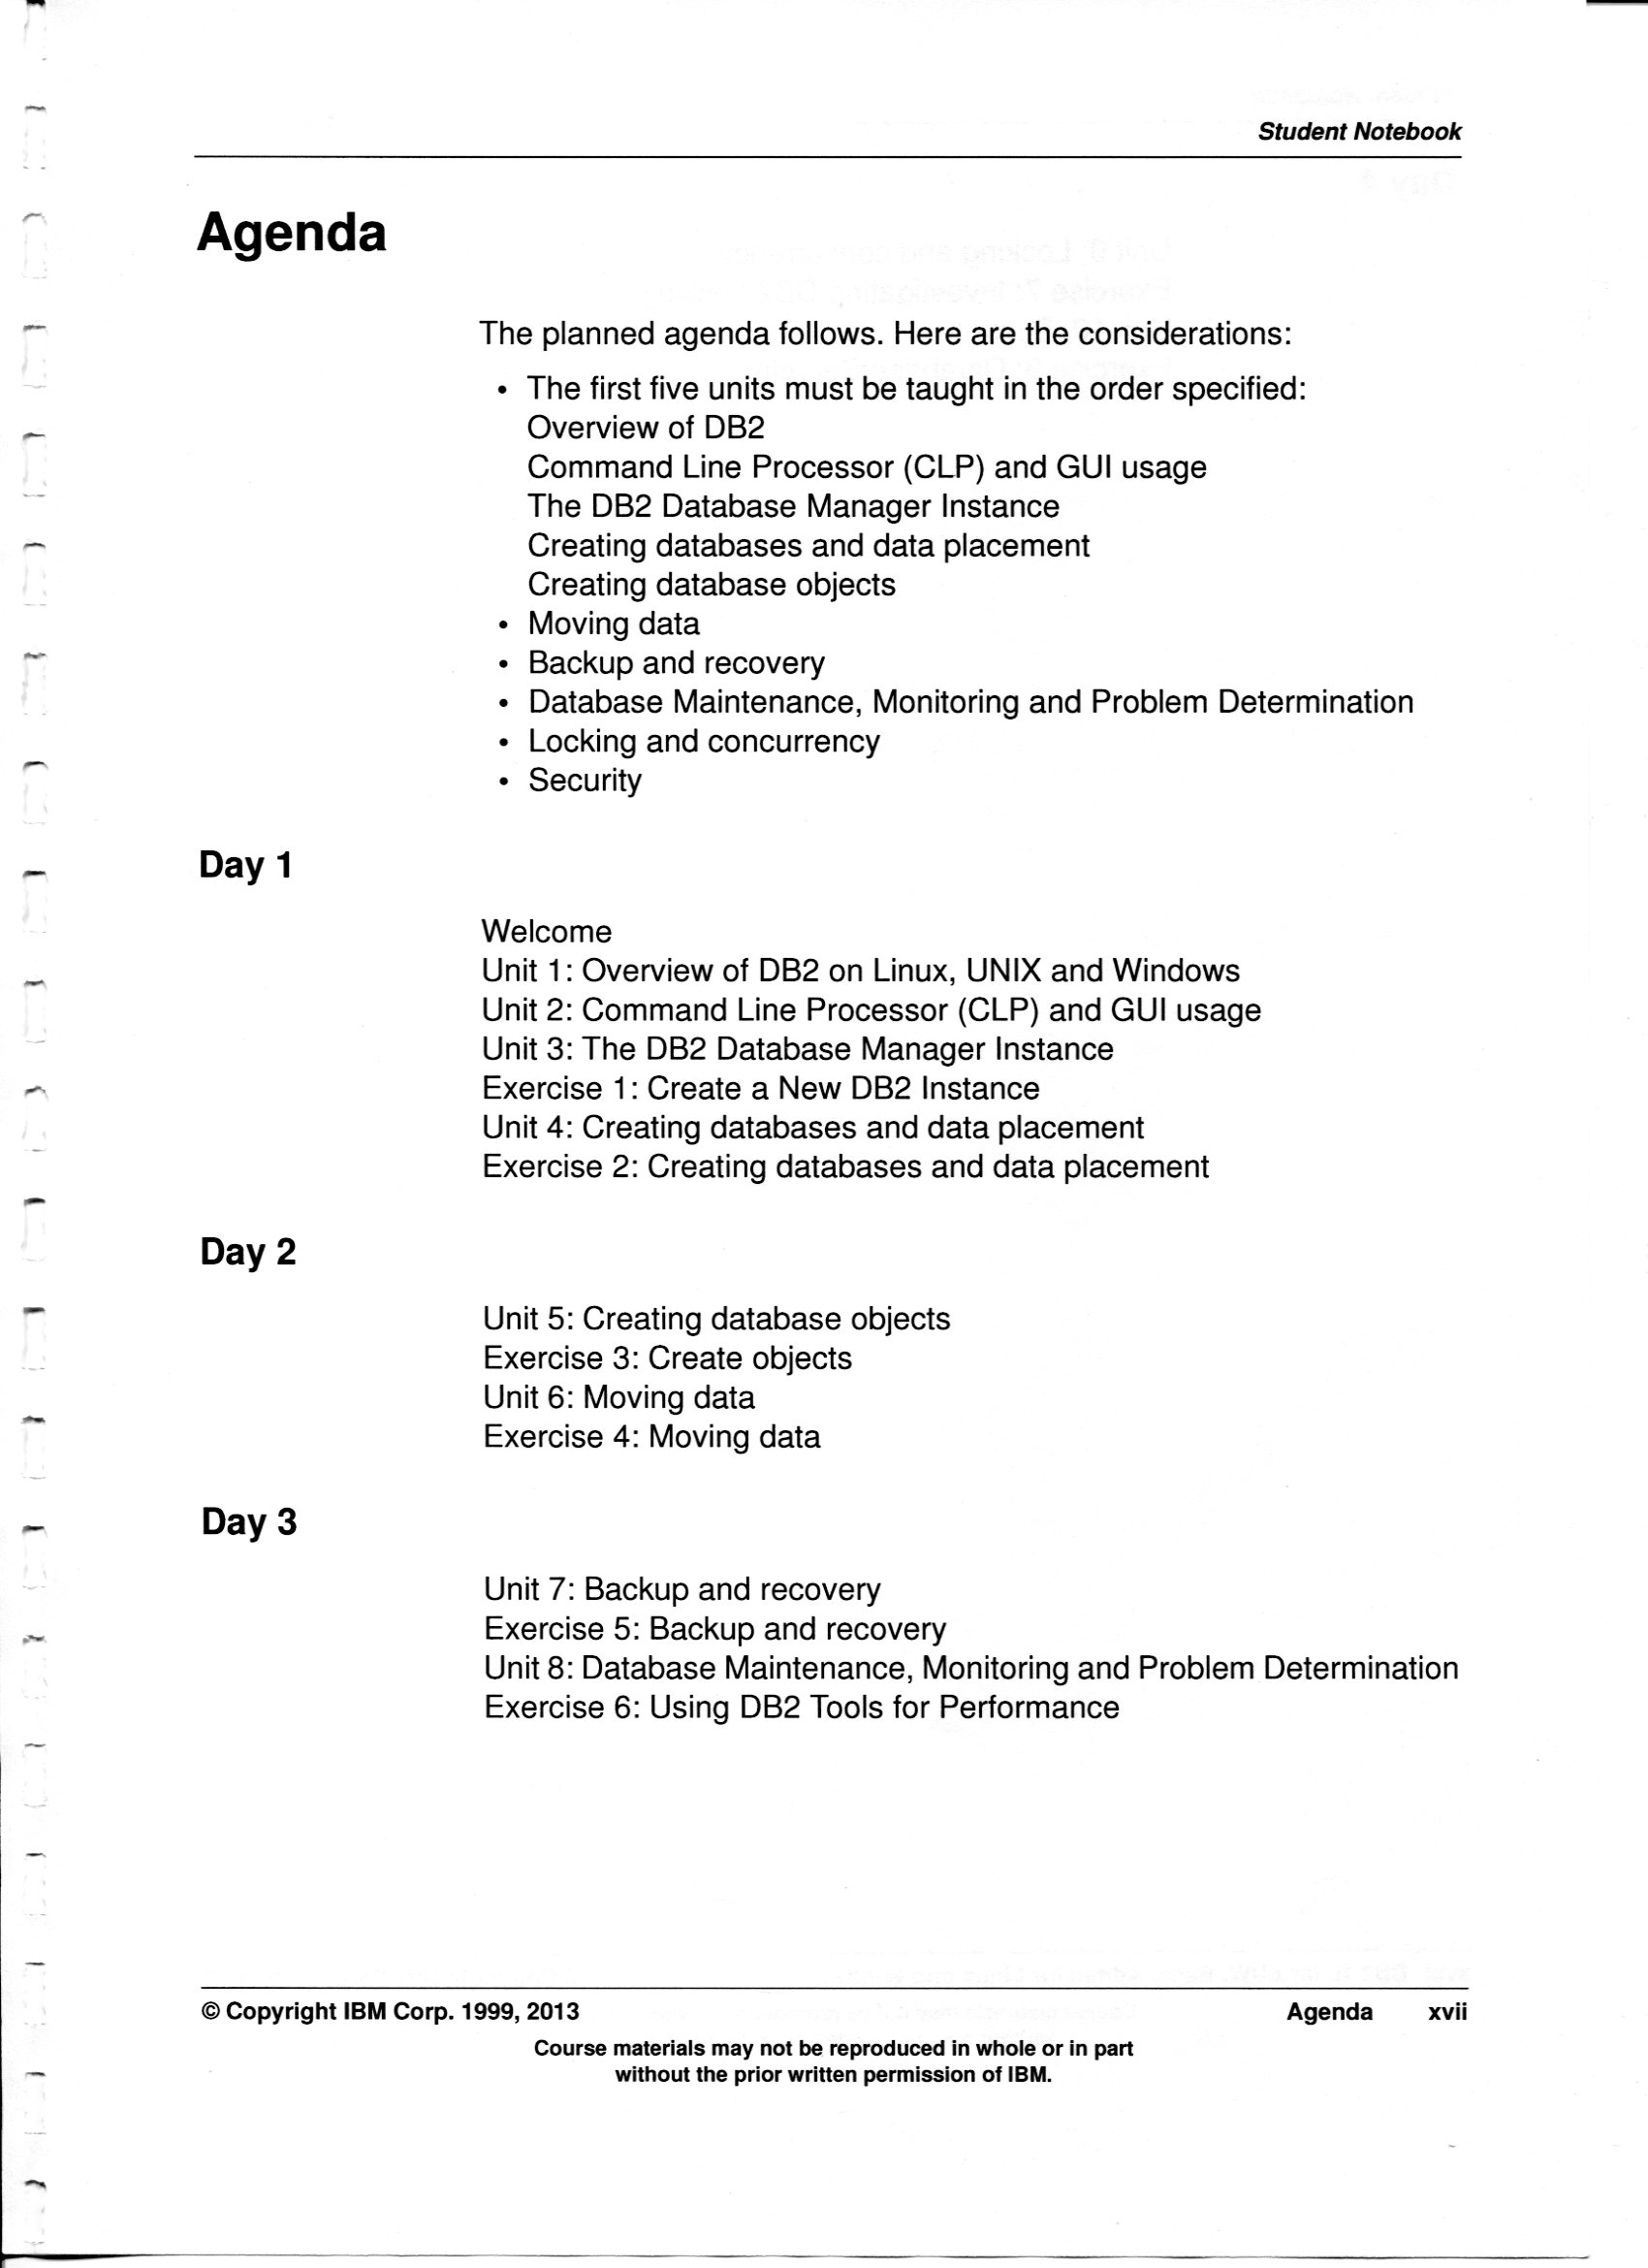 Student Notebook
Agenda
The planned agenda follows. Here are the considerations:
• The first five units must be taught in the order specified:
Overview of DB2
Command Line Processor (CLP) and GUI usage
The DB2 Database Manager Instance
Creating databases and data placement
Creating database objects
• Moving data
• Backup and recovery
• Database Maintenance, Monitoring and Problem Determination
• Locking and concurrency
• Security
Day 1
Welcome
Unit 1: Overview of DB2 on Linux, UNIX and Windows
Unit 2: Command Line Processor (CLP) and GUI usage
Unit 3: The DB2 Database Manager Instance
Exercise 1: Create a New DB2 Instance
Unit 4: Creating databases and data placement
Exercise 2: Creating databases and data placement
Day 2
Unit 5: Creating database objects
Exercise 3: Create objects
Unit 6: Moving data
Exercise 4: Moving data
Day 3
Unit 7: Backup and recovery
Exercise 5: Backup and recovery
Unit 8: Database Maintenance, Monitoring and Problem Determination
Exercise 6: Using DB2 Tools for Performance
© Copyright IBM Corp. 1999, 2013 Agenda xvii
Course materials may not be reproduced in whole or in part
without the prior written permission of IBM.